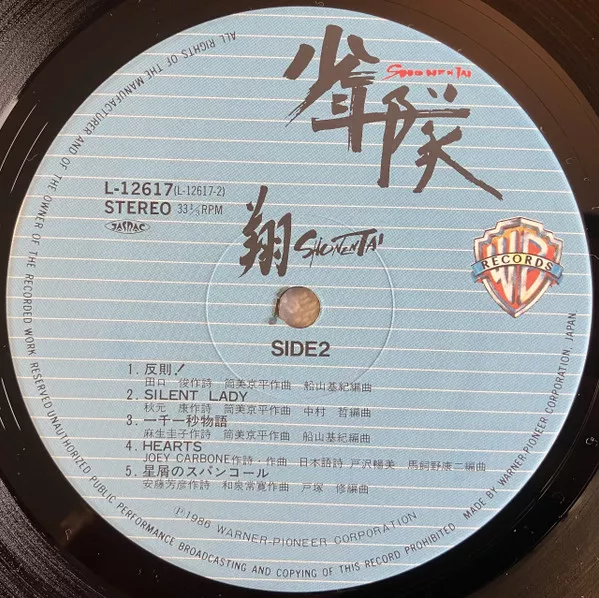 少年隊
SHONENTAI
L-12617(L-12617-2)
STEREO 33 1/3 RPM
JASRAC
翔 SHONENTAI
WB
RECORDS
SIDE2
1. 反則!
田口 俊作詩 筒美京平作曲 船山基紀編曲
2. SILENT LADY
秋元 康作詩 筒美京平作曲 中村 哲編曲
3. 一千一秒物語
麻生圭子作詩 筒美京平作曲 船山基紀編曲
4. HEARTS
JOEY CARBONE作詩・作曲 日本語詩 戸沢暢美 馬飼野康二編曲
5. 星屑のスパンコール
安藤芳彦作詩 和泉常寛作曲 戸塚 修編曲
Ⓟ1986 WARNER-PIONEER CORPORATION
ALL RIGHTS OF THE MANUFACTURER AND OF THE OWNER OF THE RECORDED WORK RESERVED UNAUTHORIZED PUBLIC PERFORMANCE BROADCASTING AND COPYING OF THIS RECORD PROHIBITED MADE BY WARNER-PIONEER CORPORATION, JAPAN